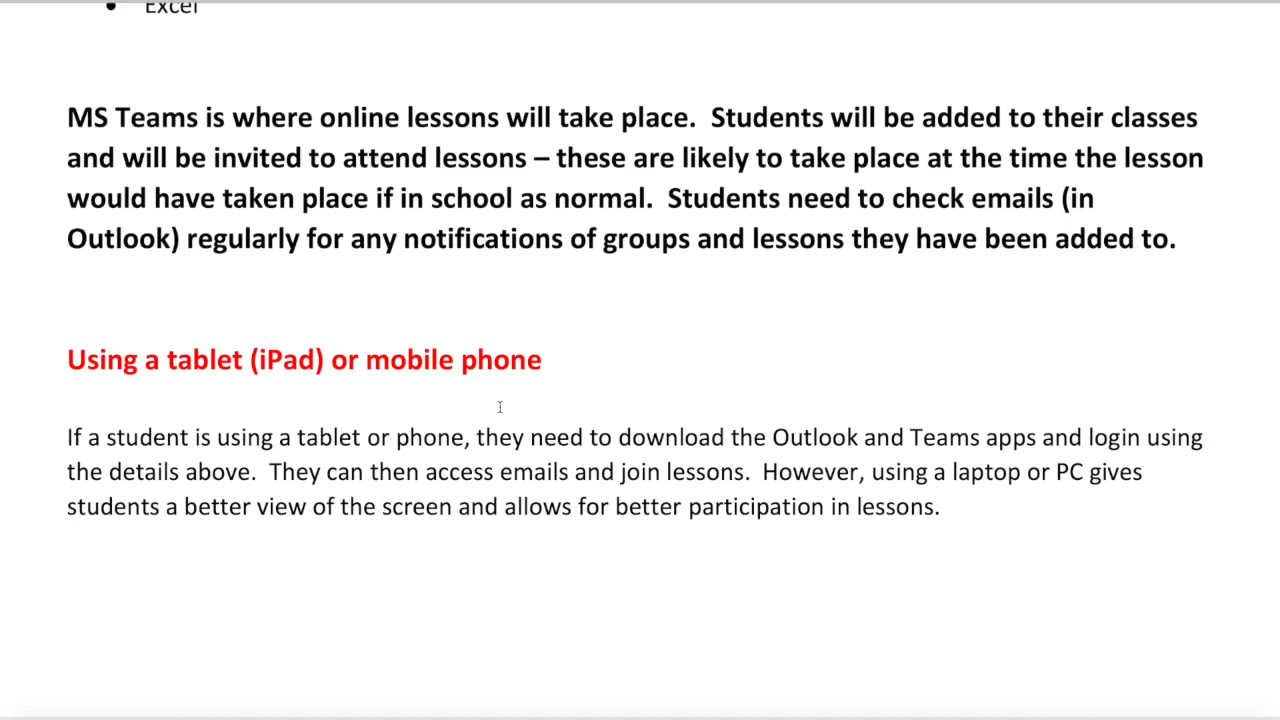 • Excel
MS Teams is where online lessons will take place.  Students will be added to their classes
and will be invited to attend lessons – these are likely to take place at the time the lesson
would have taken place if in school as normal.  Students need to check emails (in
Outlook) regularly for any notifications of groups and lessons they have been added to.
Using a tablet (iPad) or mobile phone
If a student is using a tablet or phone, they need to download the Outlook and Teams apps and login using
the details above.  They can then access emails and join lessons.  However, using a laptop or PC gives
students a better view of the screen and allows for better participation in lessons.